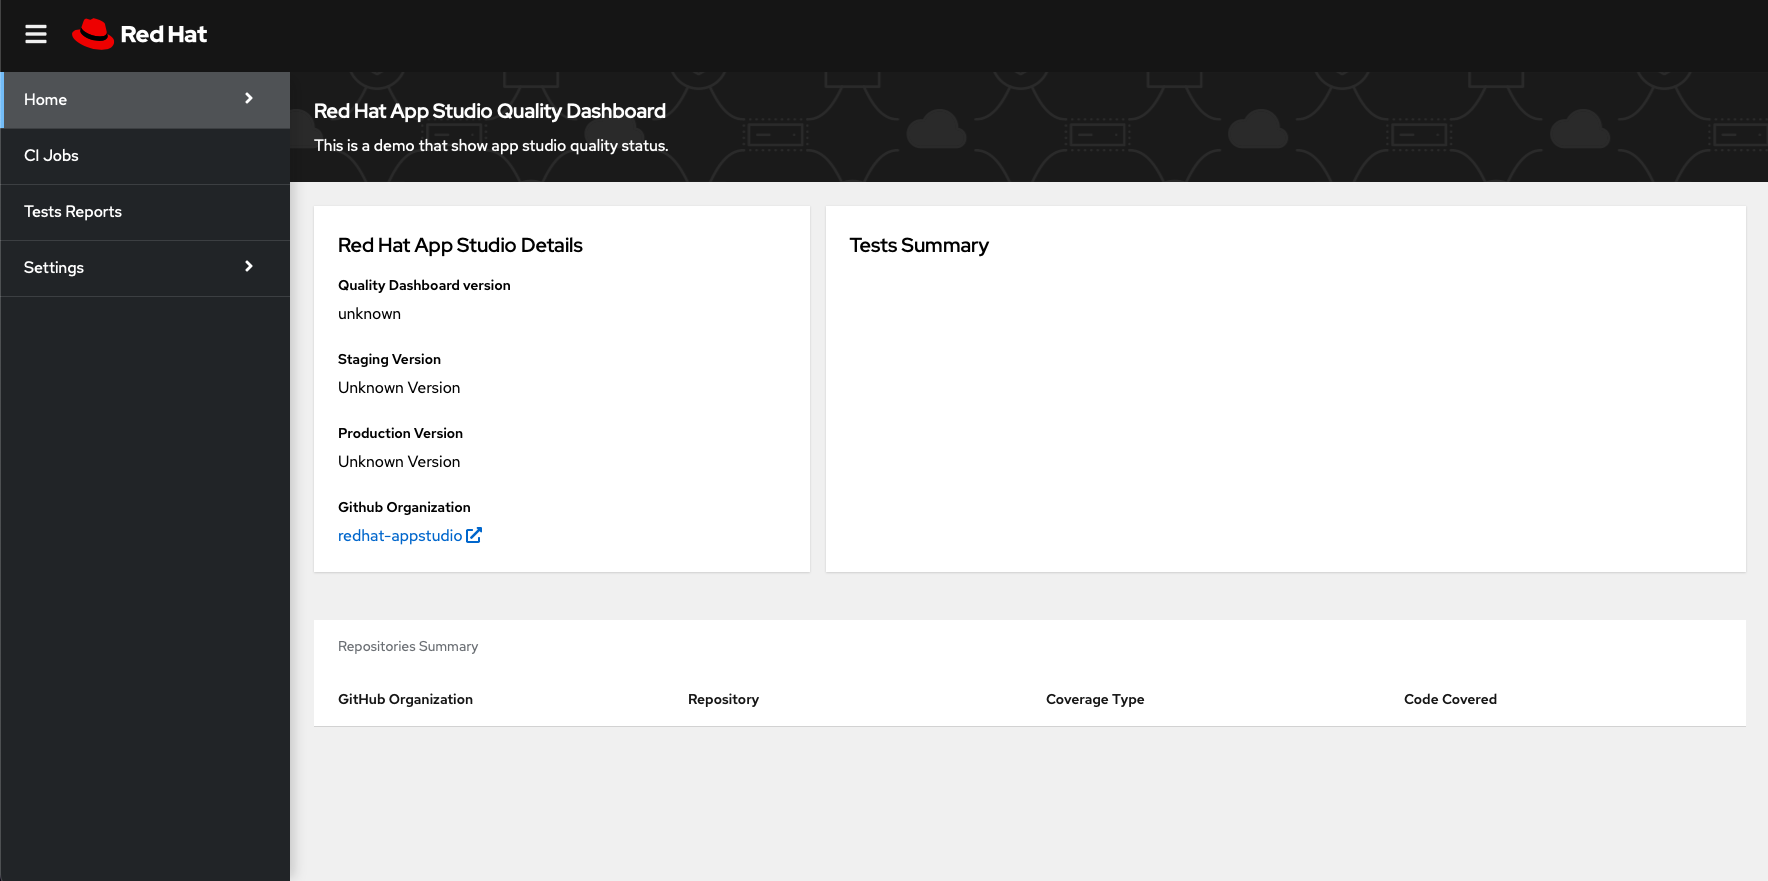 Red Hat
Home
CI Jobs
Tests Reports
Settings
Red Hat App Studio Quality Dashboard
This is a demo that show app studio quality status.
Red Hat App Studio Details
Quality Dashboard version
unknown
Staging Version
Unknown Version
Production Version
Unknown Version
Github Organization
redhat-appstudio
Tests Summary
Repositories Summary
GitHub Organization Repository Coverage Type Code Covered